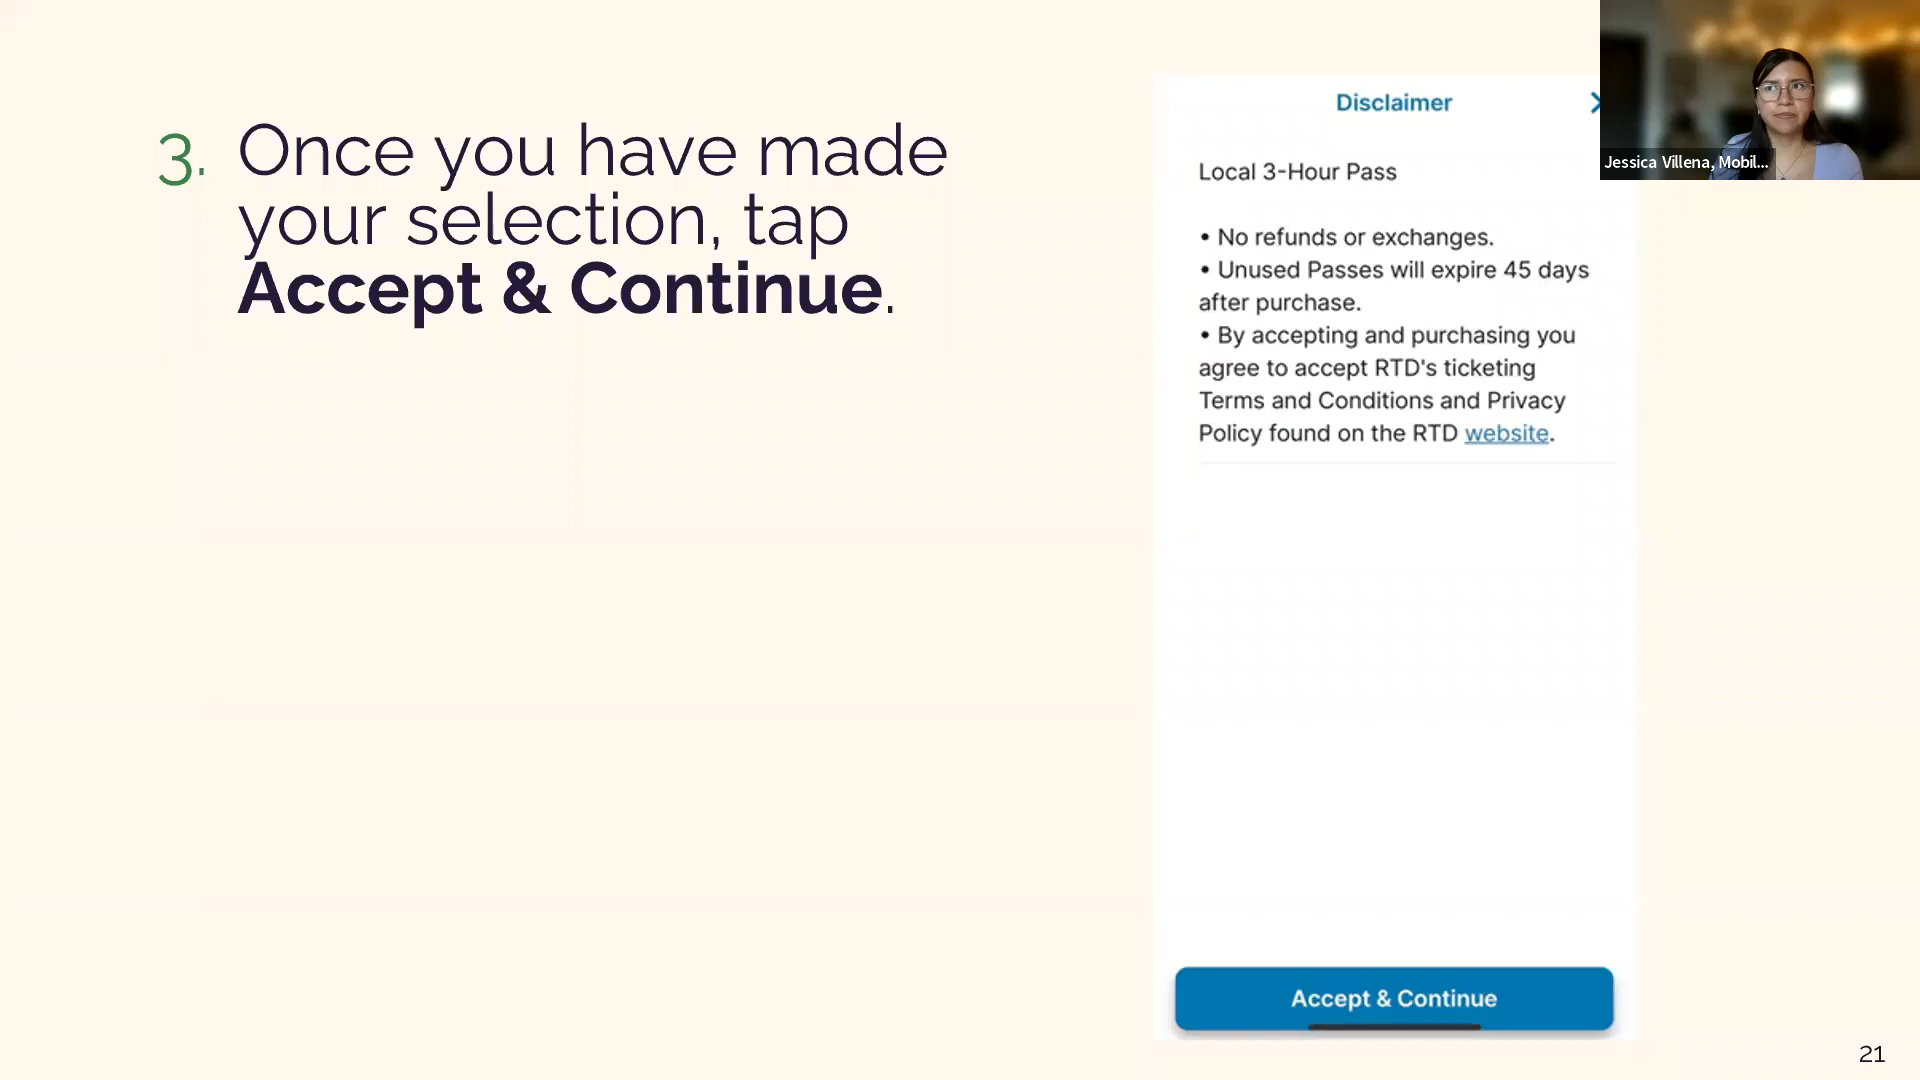 3. Once you have made
your selection, tap
Accept & Continue.
Disclaimer
Local 3-Hour Pass
• No refunds or exchanges.
• Unused Passes will expire 45 days
after purchase.
• By accepting and purchasing you
agree to accept RTD's ticketing
Terms and Conditions and Privacy
Policy found on the RTD website.
Accept & Continue
Jessica Villena, Mobil...
21